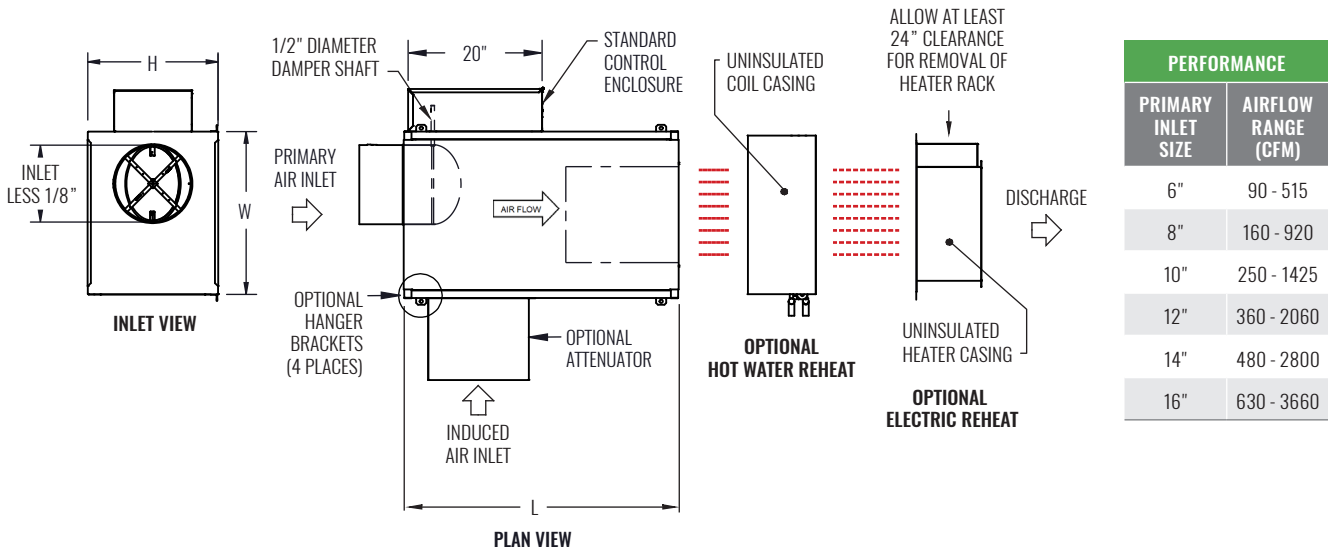 H
INLET
LESS 1/8”
W
INLET VIEW
1/2" DIAMETER
DAMPER SHAFT
20"
STANDARD
CONTROL
ENCLOSURE
PRIMARY
AIR INLET
AIR FLOW
OPTIONAL
HANGER
BRACKETS
(4 PLACES)
OPTIONAL
ATTENUATOR
INDUCED
AIR INLET
L
PLAN VIEW
UNINSULATED
COIL CASING
OPTIONAL
HOT WATER REHEAT
ALLOW AT LEAST
24” CLEARANCE
FOR REMOVAL OF
HEATER RACK
DISCHARGE
UNINSULATED
HEATER CASING
OPTIONAL
ELECTRIC REHEAT
PERFORMANCE
PRIMARY
INLET
SIZE
AIRFLOW
RANGE
(CFM)
6" 90 - 515
8" 160 - 920
10" 250 - 1425
12" 360 - 2060
14" 480 - 2800
16" 630 - 3660